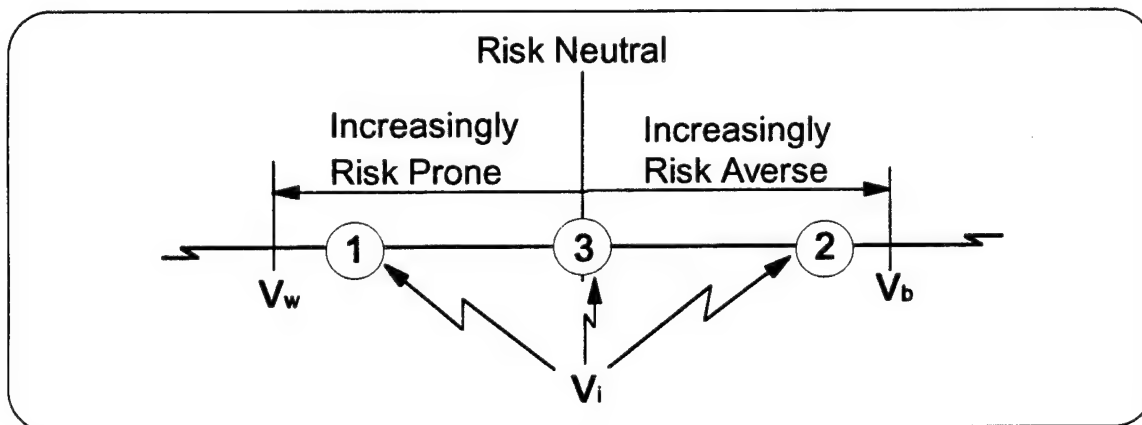 Risk Neutral
Increasingly
Risk Prone
Increasingly
Risk Averse
1
3
2
Vw
Vb
Vi